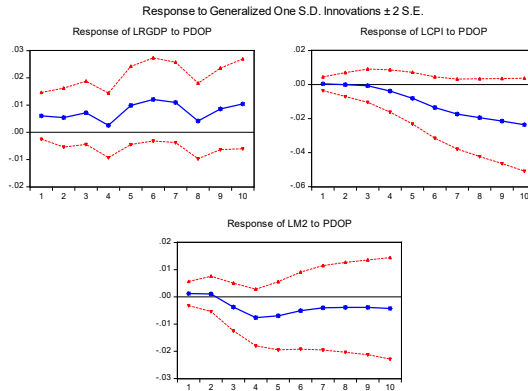 Response to Generalized One S.D. Innovations ± 2 S.E.
Response of LRGDP to PDOP
.03
.02
.01
.00
-.01
-.02
1 2 3 4 5 6 7 8 9 10
Response of LCPI to PDOP
.02
.00
-.02
-.04
-.06
1 2 3 4 5 6 7 8 9 10
Response of LM2 to PDOP
.02
.01
.00
-.01
-.02
-.03
1 2 3 4 5 6 7 8 9 10